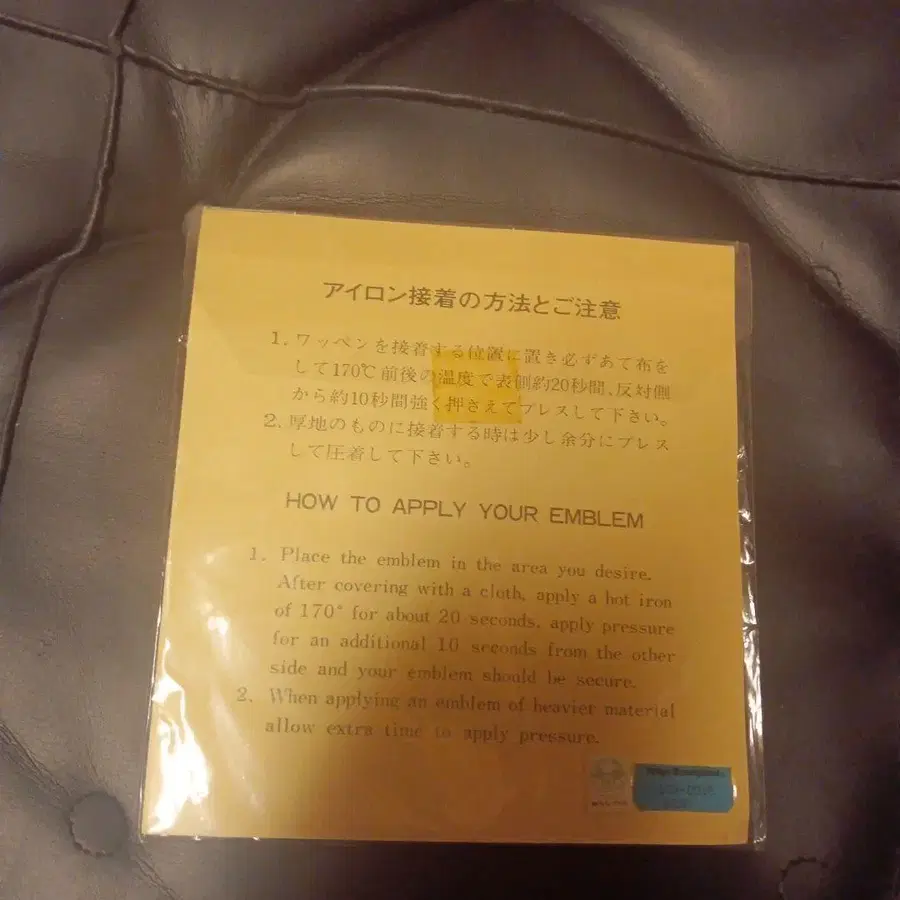 アイロン接着の方法とご注意
1. ワッペンを接着する位置に置き必ずあて布を
して170℃前後の温度で表側約20秒間、反対側
から約10秒間強く押さえてプレスして下さい。
2. 厚地のものに接着する時は少し余分にプレス
して圧着して下さい。
HOW TO APPLY YOUR EMBLEM
1. Place the emblem in the area you desire.
After covering with a cloth, apply a hot iron
of 170° for about 20 seconds, apply pressure
for an additional 10 seconds from the other
side and your emblem should be secure.
2. When applying an emblem of heavier material
allow extra time to apply pressure.